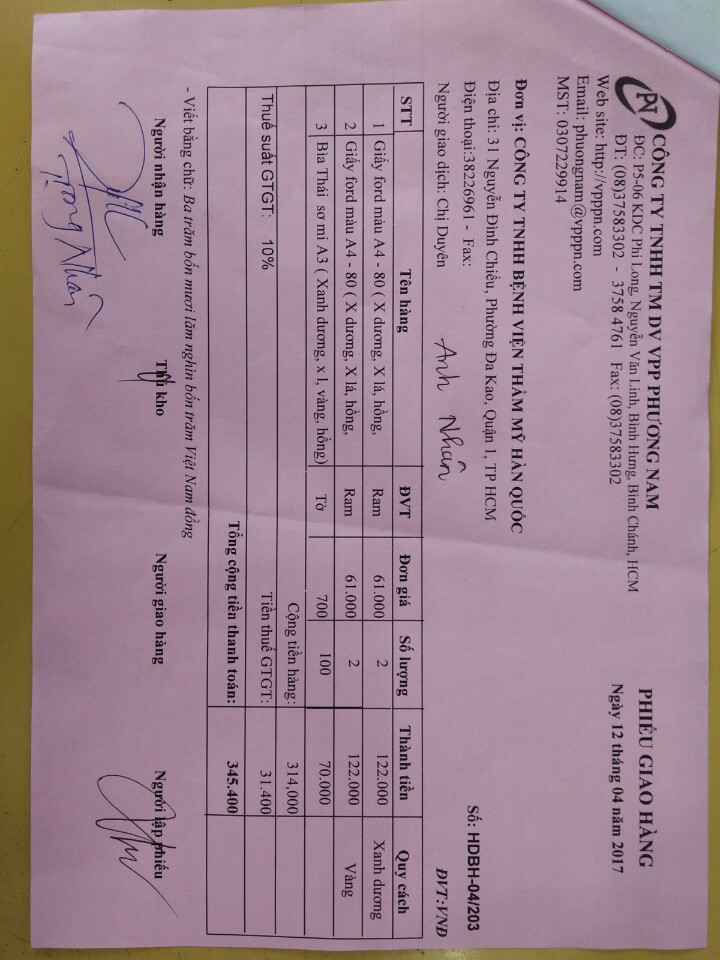 PN
CÔNG TY TNHH TM DV VPP PHƯƠNG NAM
ĐC: P5-06 KDC Phi Long, Nguyễn Văn Linh, Bình Hưng, Bình Chánh, HCM
ĐT: (08)37583302 - 3758 4761 Fax: (08)37583302
Web site: http://vpppn.com
Email: phuongnam@vpppn.com
MST: 0307229914
PHIẾU GIAO HÀNG
Ngày 12 tháng 04 năm 2017
Số: HDBH-04/203
Đơn vị: CÔNG TY TNHH BỆNH VIỆN THẨM MỸ HÀN QUỐC
Địa chỉ: 31 Nguyễn Đình Chiểu, Phường Đa Kao, Quận 1, TP HCM
Điện thoại:38226961 - Fax:
Người giao dịch: Chị Duyên Anh Nhân ĐVT:VNĐ
STT Tên hàng ĐVT Đơn giá Số lượng Thành tiền Quy cách
1 Giấy ford màu A4 - 80 ( X dương, X lá, hồng, Ram 61.000 2 122.000 Xanh dương
2 Giấy ford màu A4 - 80 ( X dương, X lá, hồng, Ram 61.000 2 122.000 Vàng
3 Bìa Thái sơ mi A3 ( Xanh dương, x l, vàng, hồng) Tờ 700 100 70.000
Cộng tiền hàng: 314,000
Thuế suất GTGT: 10% Tiền thuế GTGT: 31.400
Tổng cộng tiền thanh toán: 345.400
- Viết bằng chữ: Ba trăm bốn mươi lăm nghìn bốn trăm Việt Nam đồng
Người nhận hàng Thủ kho Người giao hàng Người lập phiếu
Trọng Nhân